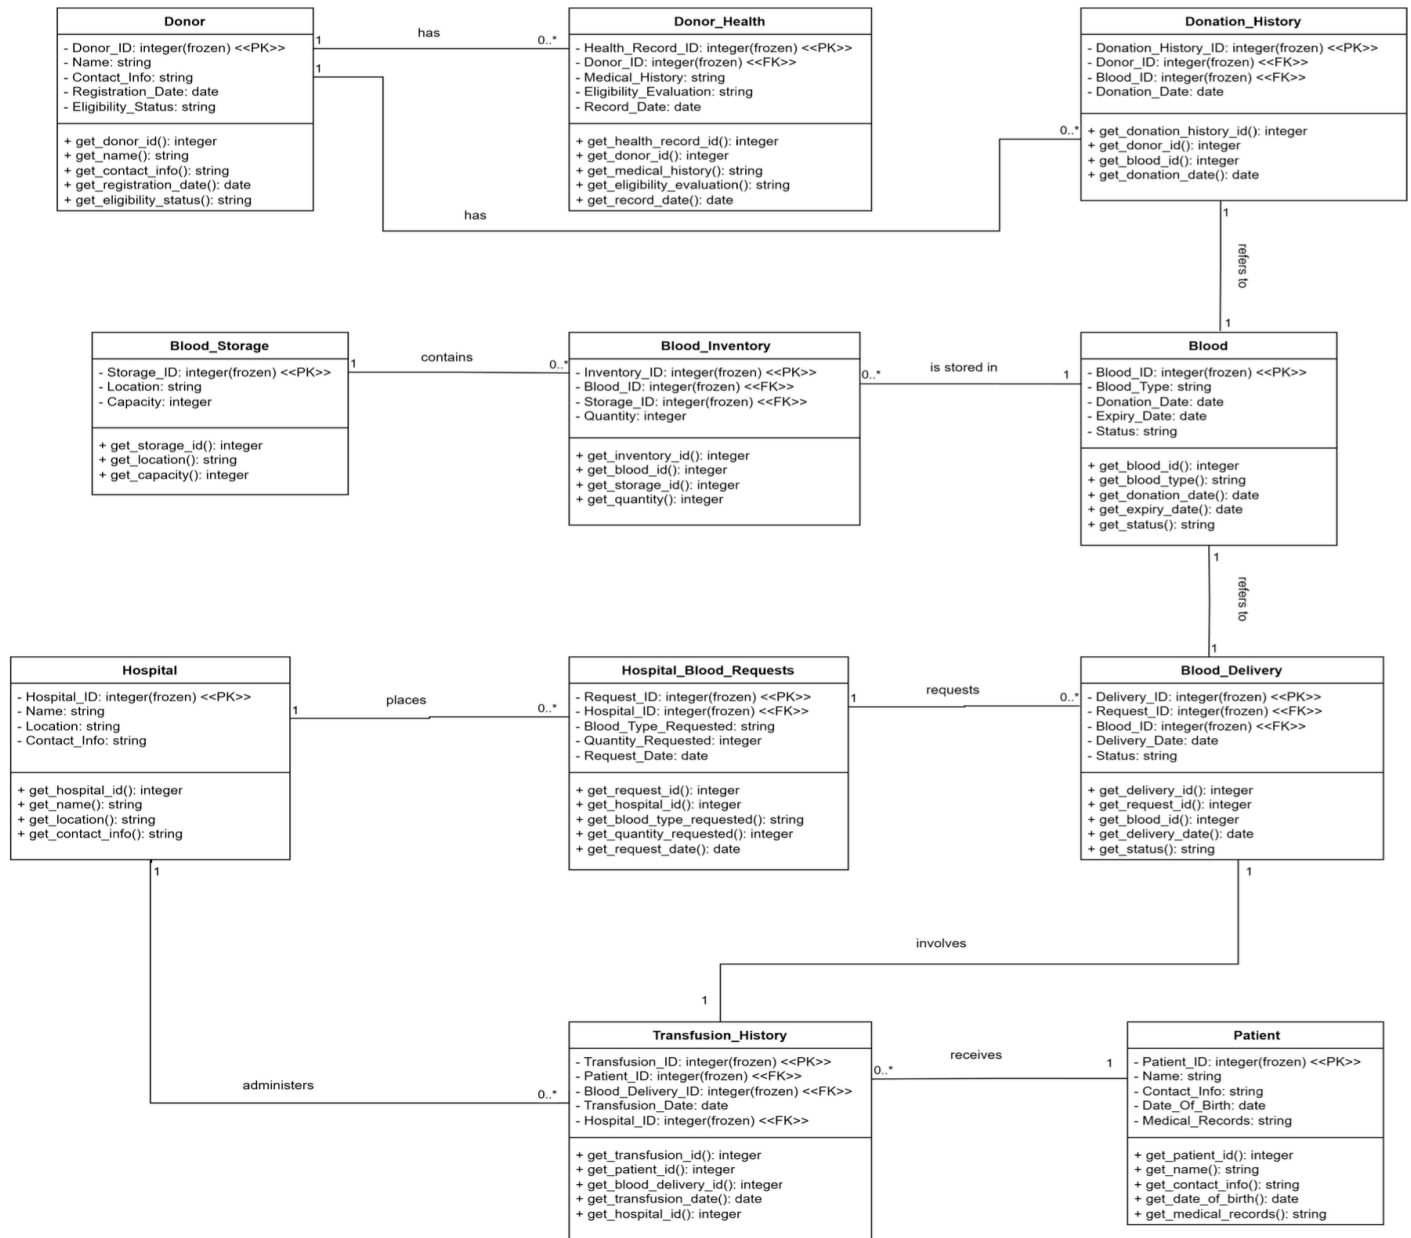 Donor
- Donor_ID: integer(frozen) <<PK>>
- Name: string
- Contact_Info: string
- Registration_Date: date
- Eligibility_Status: string
+ get_donor_id(): integer
+ get_name(): string
+ get_contact_info(): string
+ get_registration_date(): date
+ get_eligibility_status(): string
1
has
0..*
1
has
0..*
Donor_Health
- Health_Record_ID: integer(frozen) <<PK>>
- Donor_ID: integer(frozen) <<FK>>
- Medical_History: string
- Eligibility_Evaluation: string
- Record_Date: date
+ get_health_record_id(): integer
+ get_donor_id(): integer
+ get_medical_history(): string
+ get_eligibility_evaluation(): string
+ get_record_date(): date
Donation_History
- Donation_History_ID: integer(frozen) <<PK>>
- Donor_ID: integer(frozen) <<FK>>
- Blood_ID: integer(frozen) <<FK>>
- Donation_Date: date
+ get_donation_history_id(): integer
+ get_donor_id(): integer
+ get_blood_id(): integer
+ get_donation_date(): date
1
refers to
1
Blood_Storage
- Storage_ID: integer(frozen) <<PK>>
- Location: string
- Capacity: integer
+ get_storage_id(): integer
+ get_location(): string
+ get_capacity(): integer
1
contains
0..*
Blood_Inventory
- Inventory_ID: integer(frozen) <<PK>>
- Blood_ID: integer(frozen) <<FK>>
- Storage_ID: integer(frozen) <<FK>>
- Quantity: integer
+ get_inventory_id(): integer
+ get_blood_id(): integer
+ get_storage_id(): integer
+ get_quantity(): integer
0..*
is stored in
1
Blood
- Blood_ID: integer(frozen) <<PK>>
- Blood_Type: string
- Donation_Date: date
- Expiry_Date: date
- Status: string
+ get_blood_id(): integer
+ get_blood_type(): string
+ get_donation_date(): date
+ get_expiry_date(): date
+ get_status(): string
1
refers to
1
Hospital
- Hospital_ID: integer(frozen) <<PK>>
- Name: string
- Location: string
- Contact_Info: string
+ get_hospital_id(): integer
+ get_name(): string
+ get_location(): string
+ get_contact_info(): string
1
places
0..*
Hospital_Blood_Requests
- Request_ID: integer(frozen) <<PK>>
- Hospital_ID: integer(frozen) <<FK>>
- Blood_Type_Requested: string
- Quantity_Requested: integer
- Request_Date: date
+ get_request_id(): integer
+ get_hospital_id(): integer
+ get_blood_type_requested(): string
+ get_quantity_requested(): integer
+ get_request_date(): date
1
requests
0..*
Blood_Delivery
- Delivery_ID: integer(frozen) <<PK>>
- Request_ID: integer(frozen) <<FK>>
- Blood_ID: integer(frozen) <<FK>>
- Delivery_Date: date
- Status: string
+ get_delivery_id(): integer
+ get_request_id(): integer
+ get_blood_id(): integer
+ get_delivery_date(): date
+ get_status(): string
1
administers
0..*
1
involves
1
Transfusion_History
- Transfusion_ID: integer(frozen) <<PK>>
- Patient_ID: integer(frozen) <<FK>>
- Blood_Delivery_ID: integer(frozen) <<FK>>
- Transfusion_Date: date
- Hospital_ID: integer(frozen) <<FK>>
+ get_transfusion_id(): integer
+ get_patient_id(): integer
+ get_blood_delivery_id(): integer
+ get_transfusion_date(): date
+ get_hospital_id(): integer
0..*
receives
1
Patient
- Patient_ID: integer(frozen) <<PK>>
- Name: string
- Contact_Info: string
- Date_Of_Birth: date
- Medical_Records: string
+ get_patient_id(): integer
+ get_name(): string
+ get_contact_info(): string
+ get_date_of_birth(): date
+ get_medical_records(): string